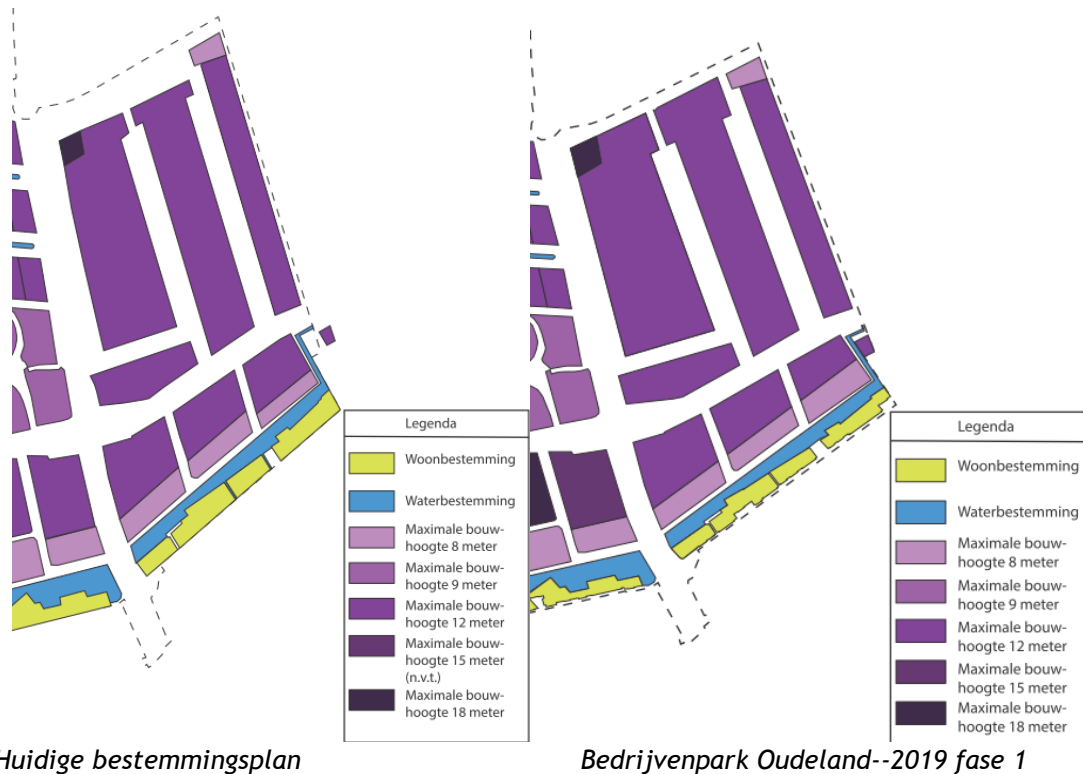 Legenda
Woonbestemming
Waterbestemming
Maximale bouw-
hoogte 8 meter
Maximale bouw-
hoogte 9 meter
Maximale bouw-
hoogte 12 meter
Maximale bouw-
hoogte 15 meter
(n.v.t.)
Maximale bouw-
hoogte 18 meter
Legenda
Woonbestemming
Waterbestemming
Maximale bouw-
hoogte 8 meter
Maximale bouw-
hoogte 9 meter
Maximale bouw-
hoogte 12 meter
Maximale bouw-
hoogte 15 meter
Maximale bouw-
hoogte 18 meter
Huidige bestemmingsplan
Bedrijvenpark Oudeland--2019 fase 1